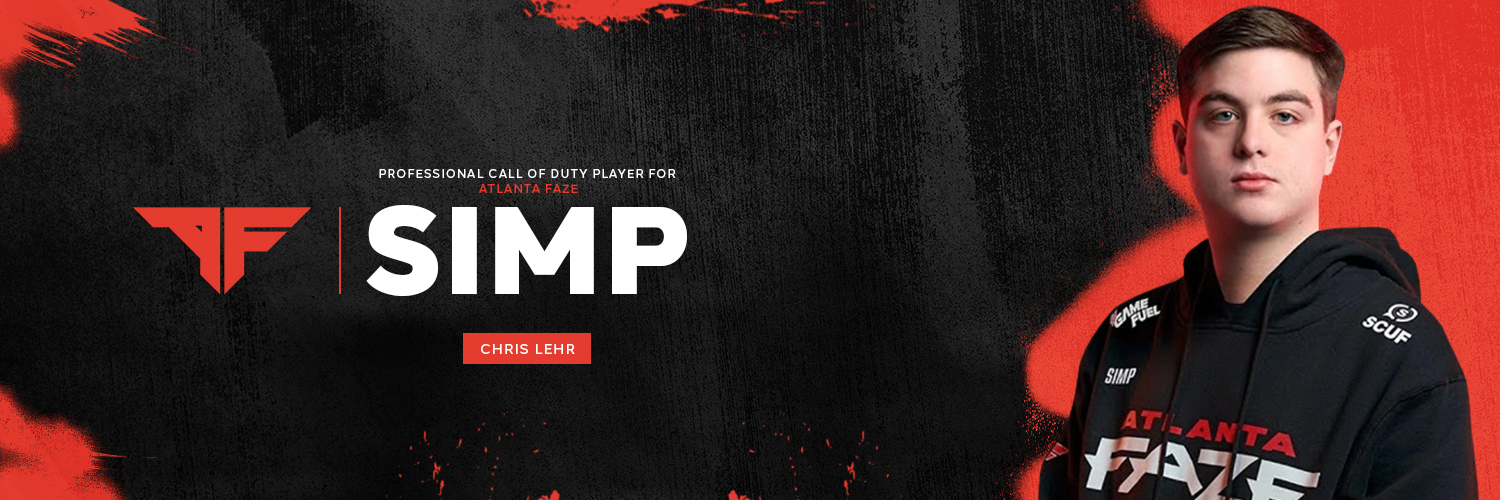 PROFESSIONAL CALL OF DUTY PLAYER FOR
ATLANTA FAZE
SIMP
CHRIS LEHR
GAME
FUEL
SCUF
SIMP
ATLANTA
FAZE